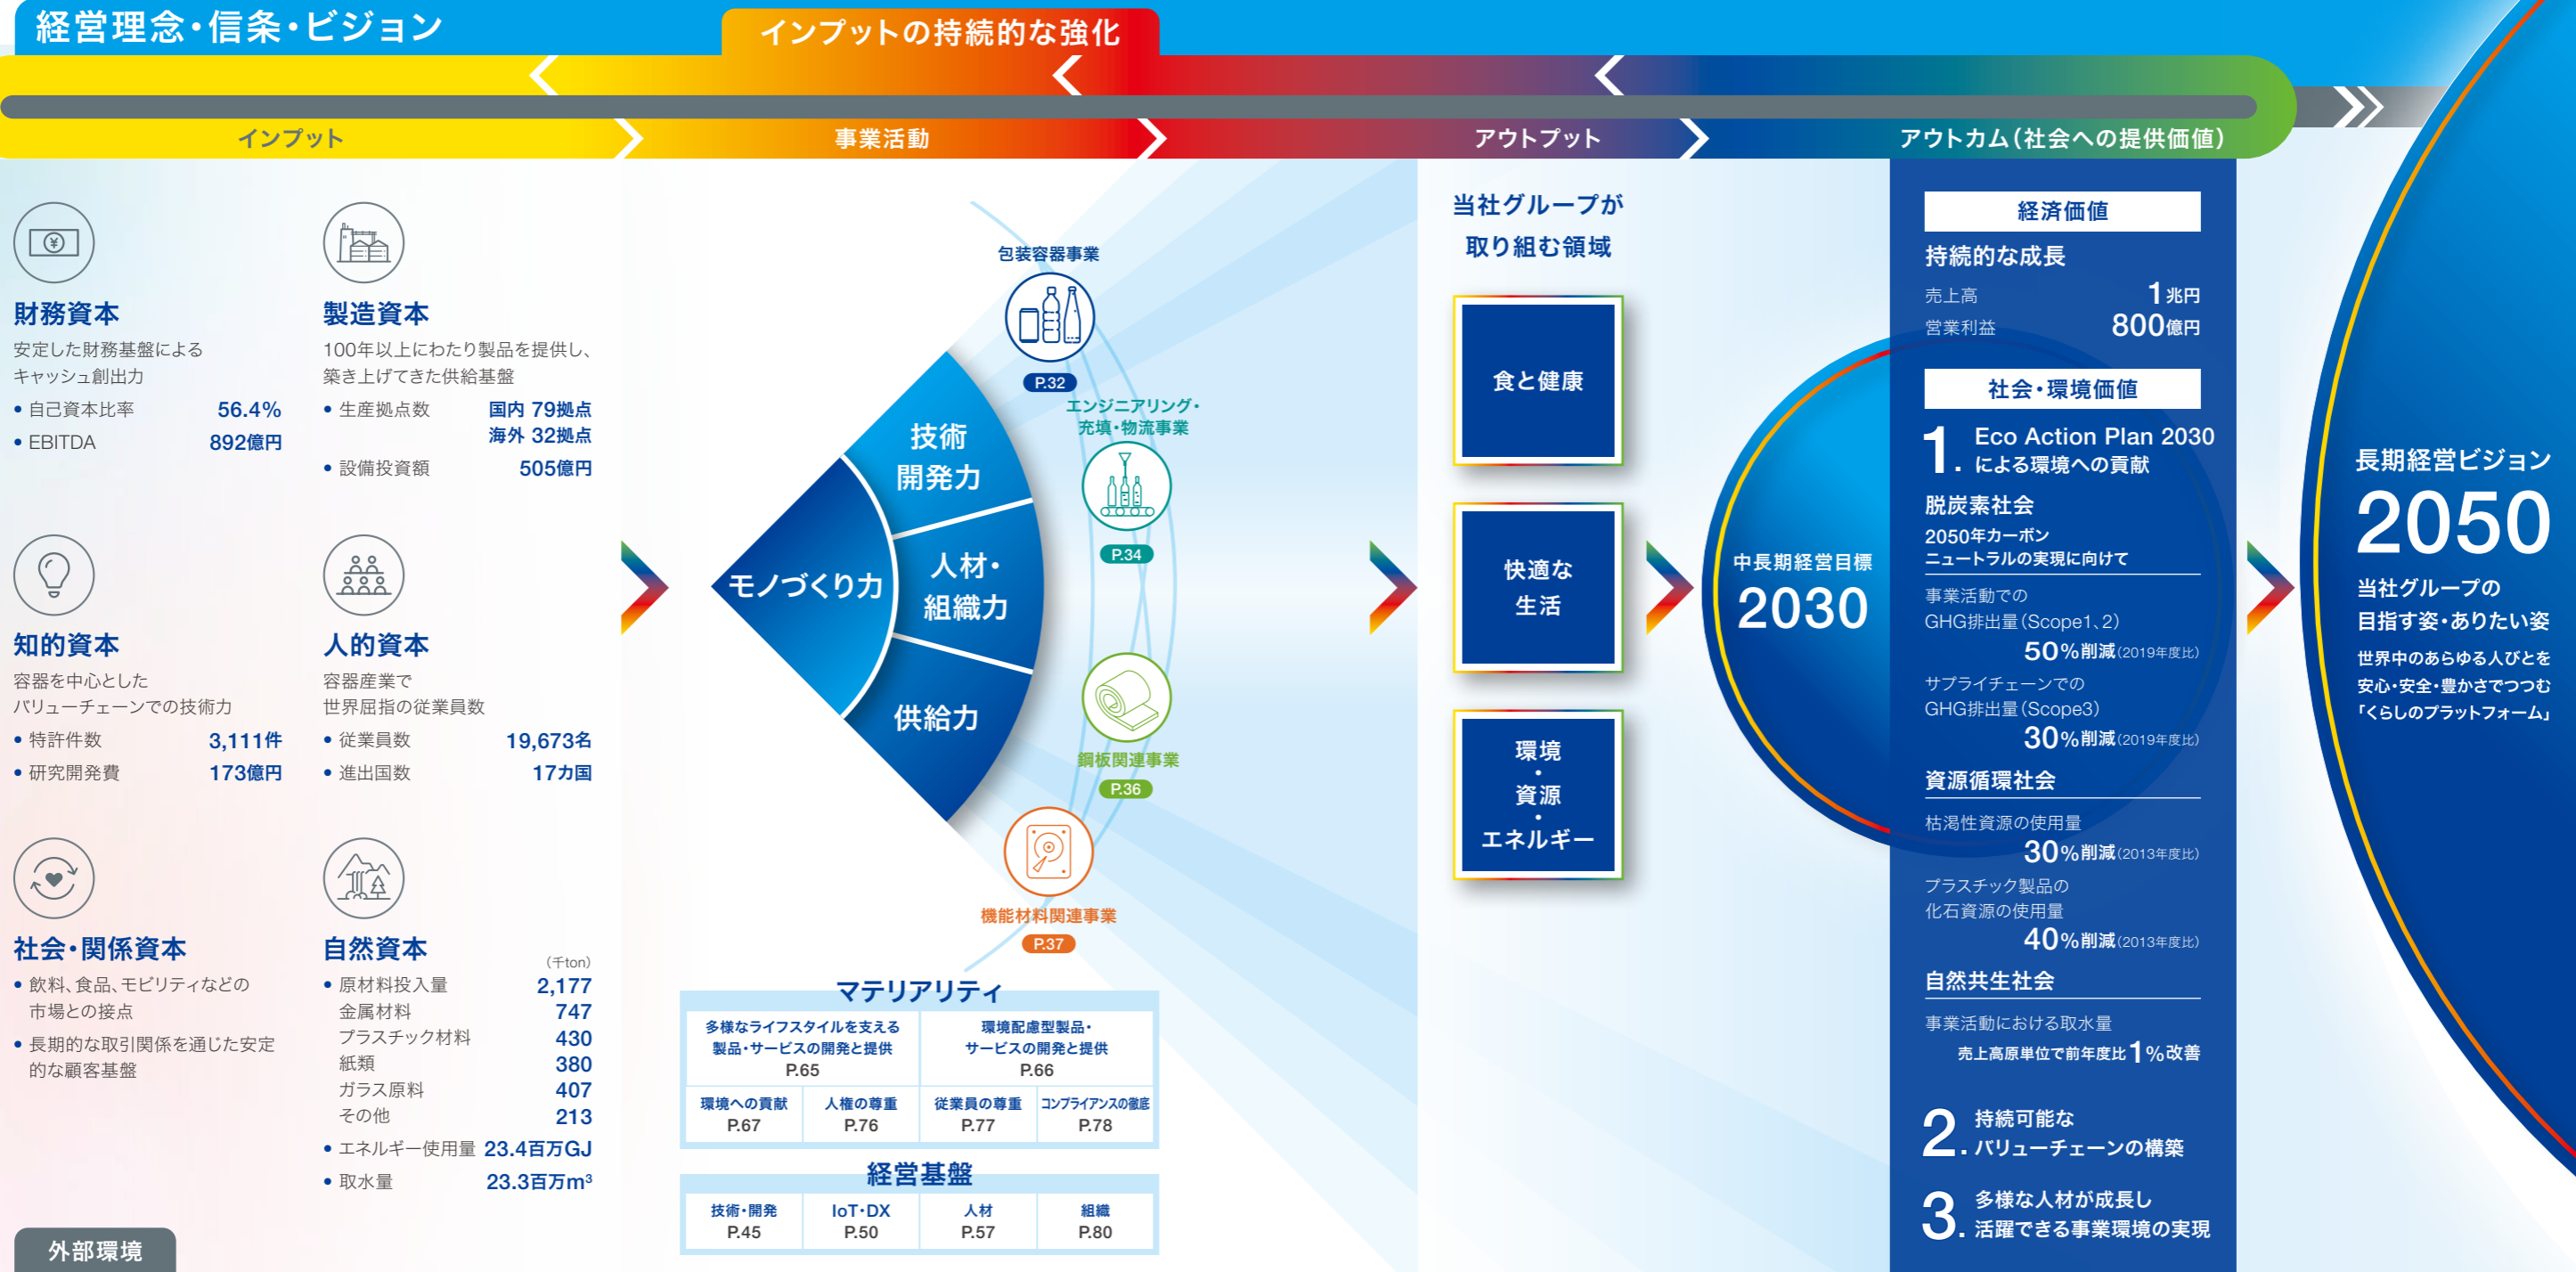 経営理念・信条・ビジョン
インプットの持続的な強化
インプット
事業活動
アウトプット
アウトカム（社会への提供価値）
財務資本
安定した財務基盤による
キャッシュ創出力
• 自己資本比率 56.4%
• EBITDA 892億円
製造資本
100年以上にわたり製品を提供し、
築き上げてきた供給基盤
• 生産拠点数 国内 79拠点
海外 32拠点
• 設備投資額 505億円
知的資本
容器を中心とした
バリューチェーンでの技術力
• 特許件数 3,111件
• 研究開発費 173億円
人的資本
容器産業で
世界屈指の従業員数
• 従業員数 19,673名
• 進出国数 17カ国
社会・関係資本
• 飲料、食品、モビリティなどの
市場との接点
• 長期的な取引関係を通じた安定
的な顧客基盤
自然資本
（千ton）
• 原材料投入量 2,177
金属材料 747
プラスチック材料 430
紙類 380
ガラス原料 407
その他 213
• エネルギー使用量 23.4百万GJ
• 取水量 23.3百万m³
外部環境
モノづくり力
技術
開発力
人材・
組織力
供給力
包装容器事業
P.32
エンジニアリング・
充填・物流事業
P.34
鋼板関連事業
P.36
機能材料関連事業
P.37
マテリアリティ
多様なライフスタイルを支える
製品・サービスの開発と提供
P.65
環境配慮型製品・
サービスの開発と提供
P.66
環境への貢献
P.67
人権の尊重
P.76
従業員の尊重
P.77
コンプライアンスの徹底
P.78
経営基盤
技術・開発
P.45
IoT・DX
P.50
人材
P.57
組織
P.80
当社グループが
取り組む領域
食と健康
快適な
生活
環境
・
資源
・
エネルギー
中長期経営目標
2030
経済価値
持続的な成長
売上高 1兆円
営業利益 800億円
社会・環境価値
1. Eco Action Plan 2030
による環境への貢献
脱炭素社会
2050年カーボン
ニュートラルの実現に向けて
事業活動での
GHG排出量（Scope1、2）
50%削減（2019年度比）
サプライチェーンでの
GHG排出量（Scope3）
30%削減（2019年度比）
資源循環社会
枯渇性資源の使用量
30%削減（2013年度比）
プラスチック製品の
化石資源の使用量
40%削減（2013年度比）
自然共生社会
事業活動における取水量
売上高原単位で前年度比1%改善
2. 持続可能な
バリューチェーンの構築
3. 多様な人材が成長し
活躍できる事業環境の実現
長期経営ビジョン
2050
当社グループの
目指す姿・ありたい姿
世界中のあらゆる人びとを
安心・安全・豊かさでつつむ
「くらしのプラットフォーム」